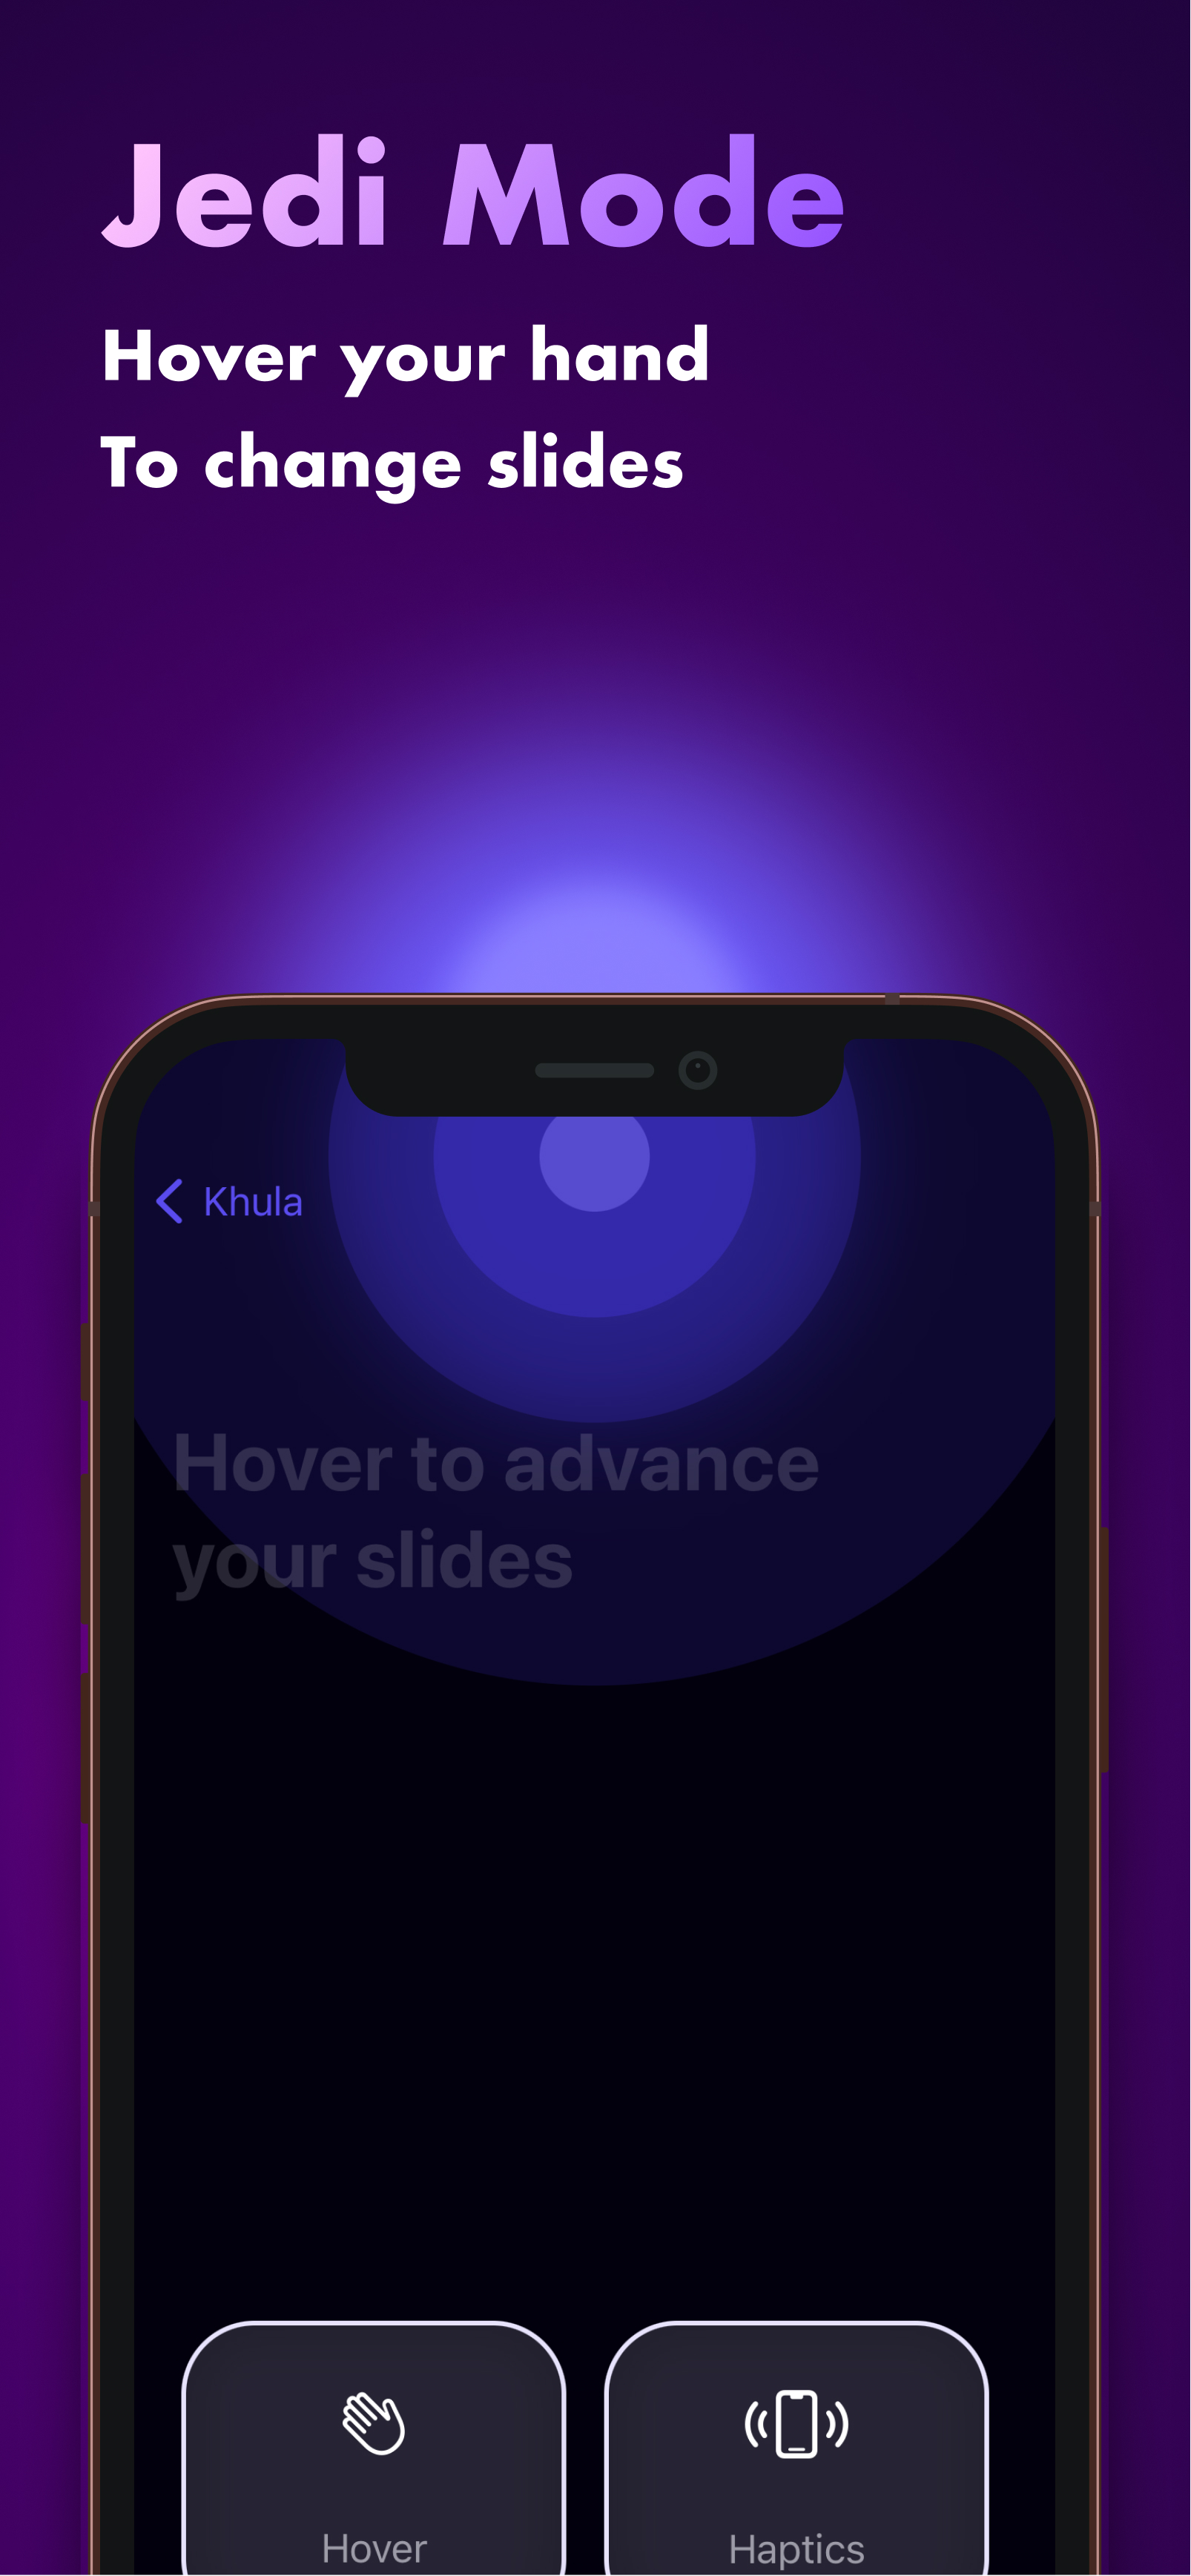 Jedi Mode
Hover your hand
To change slides
Khula
Hover to advance
your slides
Hover
Haptics